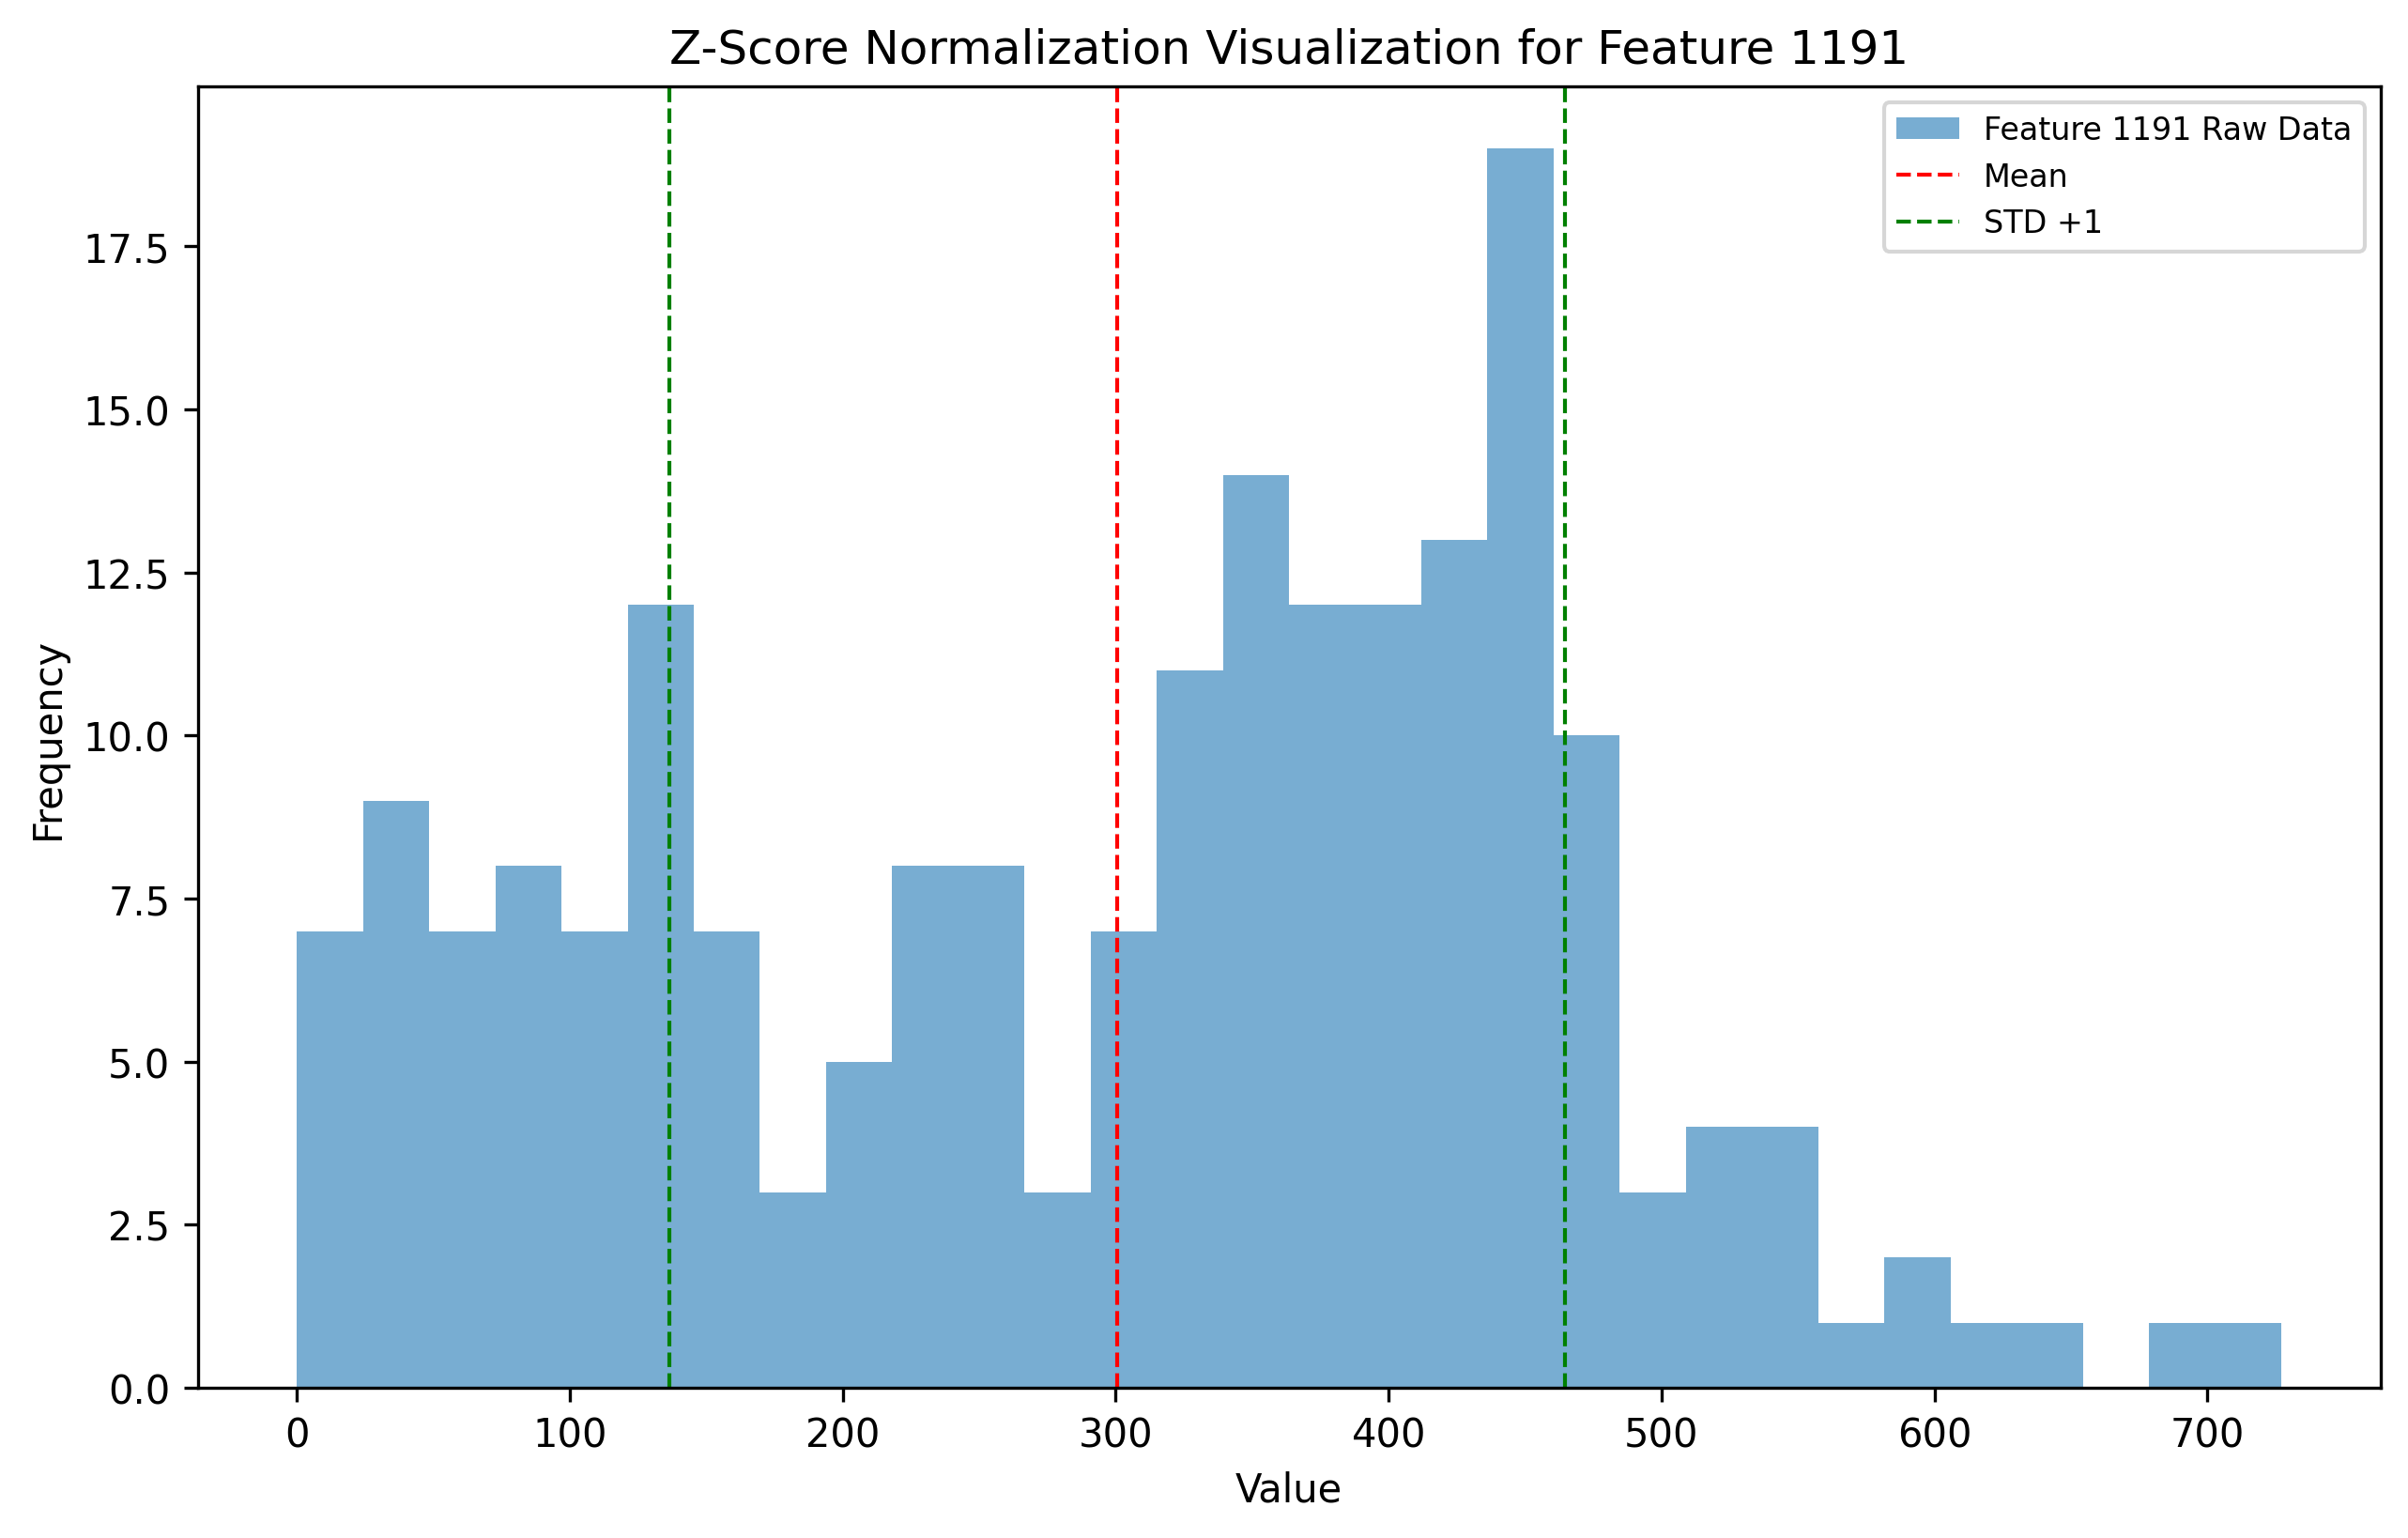 Z-Score Normalization Visualization for Feature 1191
Feature 1191 Raw Data
Mean
STD +1
Frequency
17.5
15.0
12.5
10.0
7.5
5.0
2.5
0.0
0 100 200 300 400 500 600 700
Value